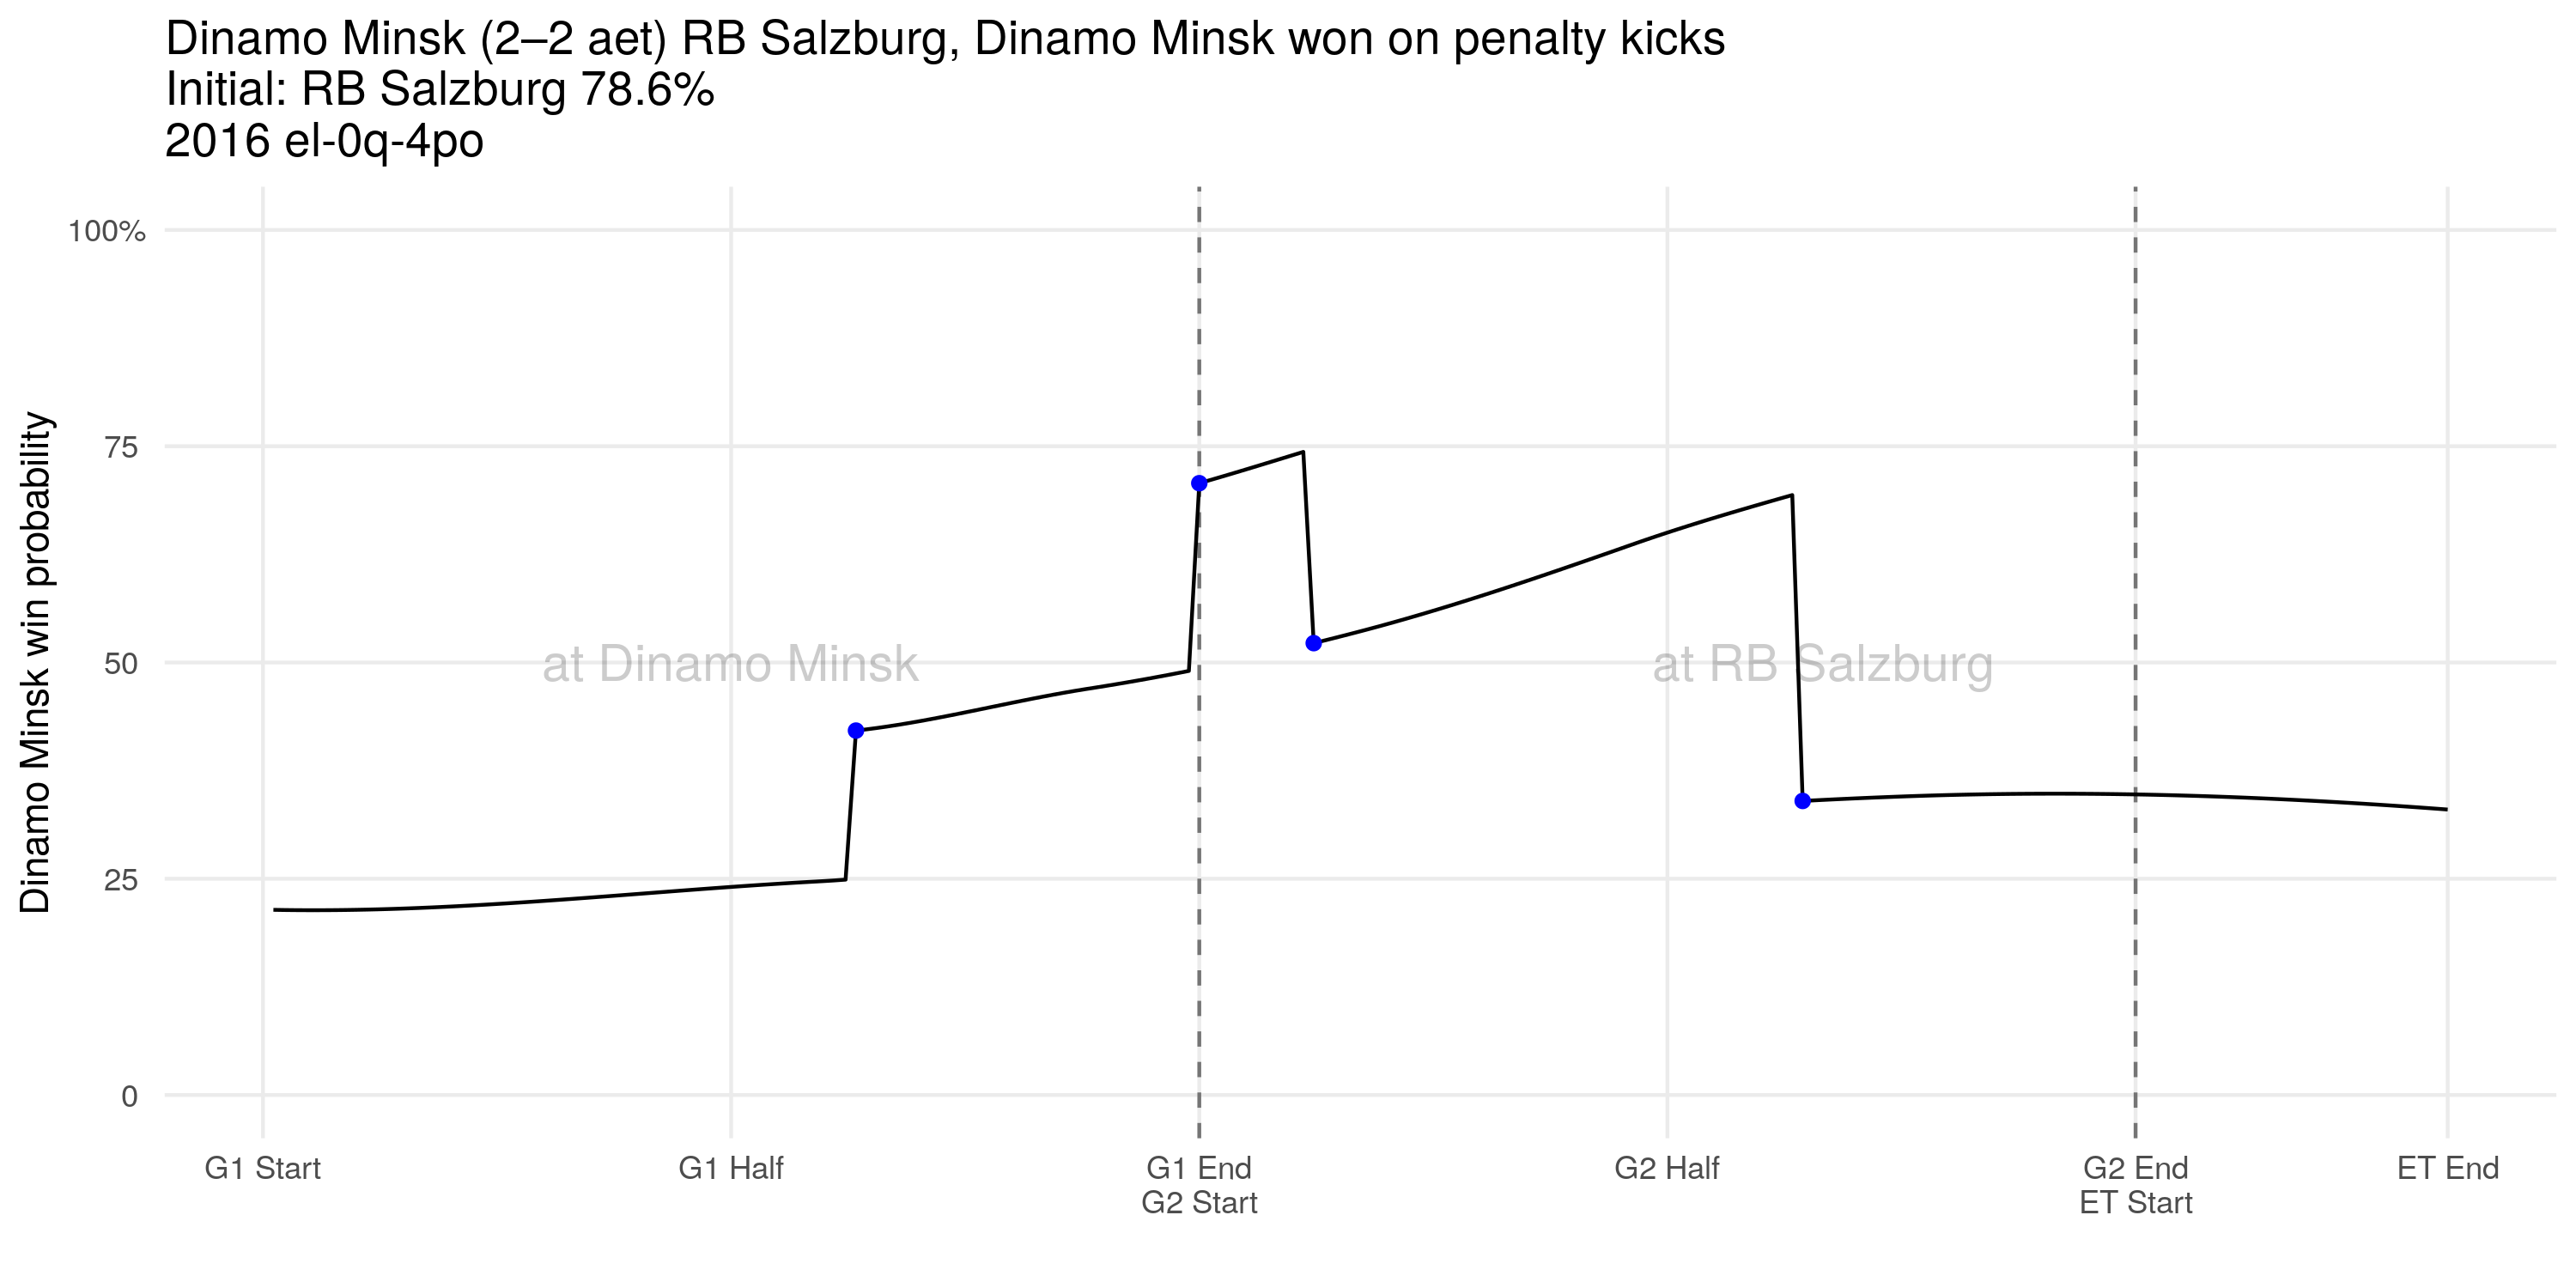 Dinamo Minsk (2–2 aet) RB Salzburg, Dinamo Minsk won on penalty kicks
Initial: RB Salzburg 78.6%
2016 el-0q-4po
Dinamo Minsk win probability
100%
75
50
25
0
at Dinamo Minsk
at RB Salzburg
G1 Start
G1 Half
G1 End
G2 Start
G2 Half
G2 End
ET Start
ET End